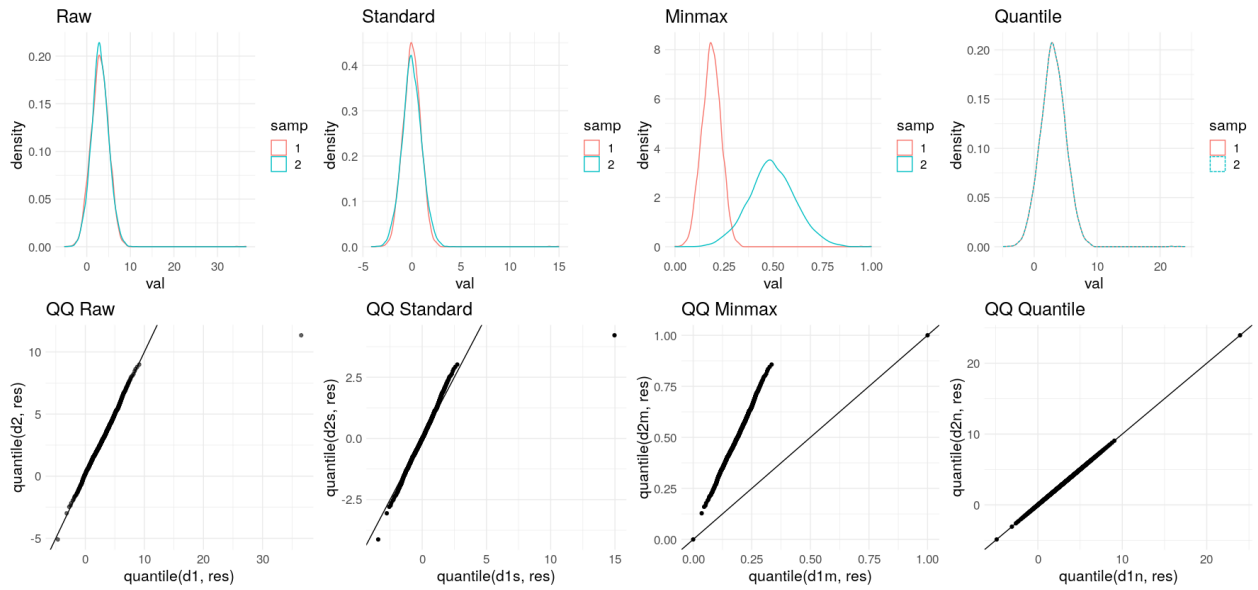 Raw
density
0.20
0.15
0.10
0.05
0.00
0
10
20
30
val
samp
1
2
Standard
density
0.4
0.3
0.2
0.1
0.0
-5
0
5
10
15
val
samp
1
2
Minmax
density
8
6
4
2
0
0.00
0.25
0.50
0.75
1.00
val
samp
1
2
Quantile
density
0.20
0.15
0.10
0.05
0.00
0
10
20
val
samp
1
2
QQ Raw
quantile(d2, res)
10
5
0
-5
0
10
20
30
quantile(d1, res)
QQ Standard
quantile(d2s, res)
2.5
0.0
-2.5
0
5
10
15
quantile(d1s, res)
QQ Minmax
quantile(d2m, res)
1.00
0.75
0.50
0.25
0.00
0.00
0.25
0.50
0.75
1.00
quantile(d1m, res)
QQ Quantile
quantile(d2n, res)
20
10
0
0
10
20
quantile(d1n, res)